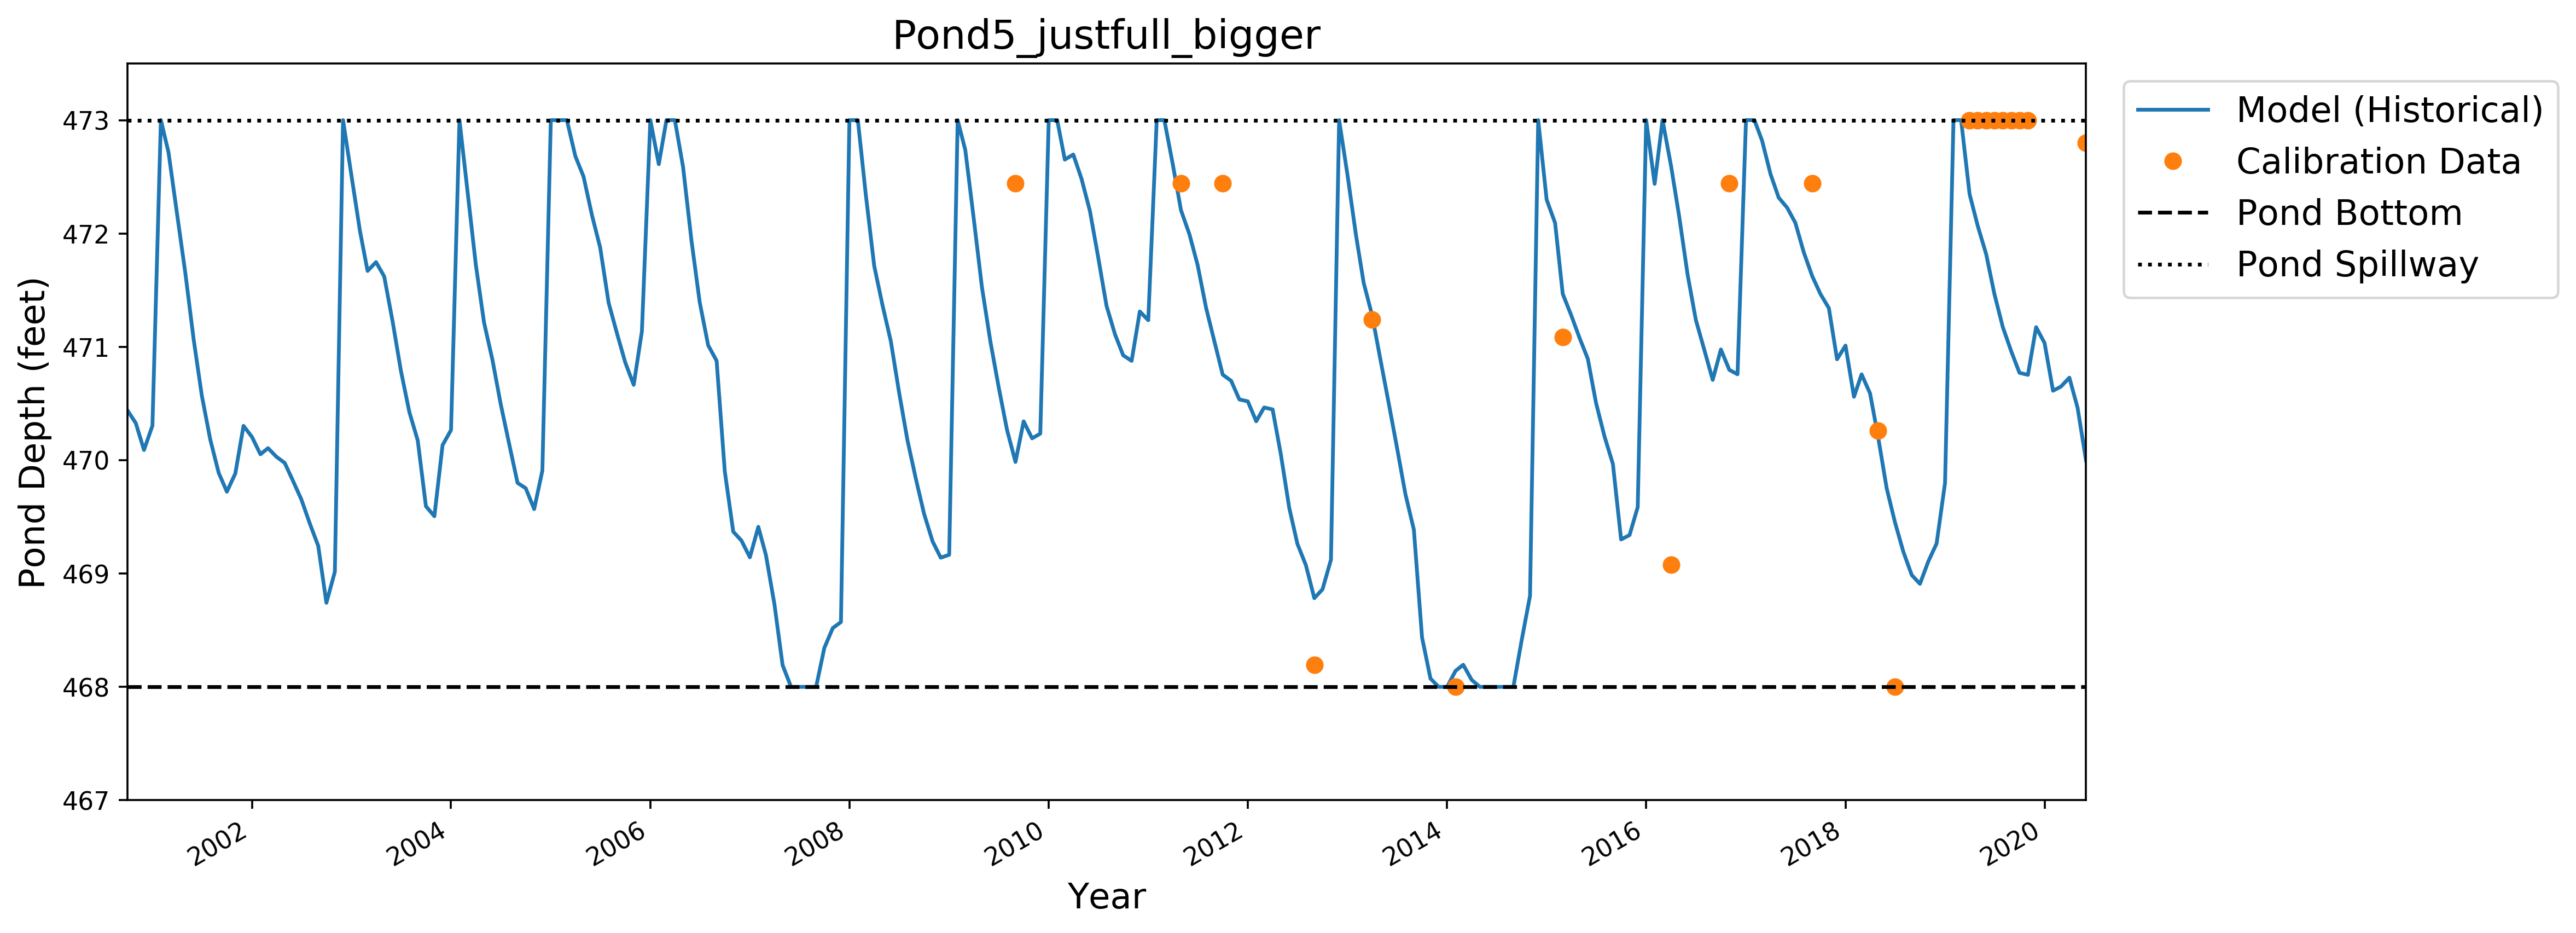 Pond5_justfull_bigger
Pond Depth (feet)
473
472
471
470
469
468
467
2002
2004
2006
2008
2010
2012
2014
2016
2018
2020
Year
Model (Historical)
Calibration Data
Pond Bottom
Pond Spillway